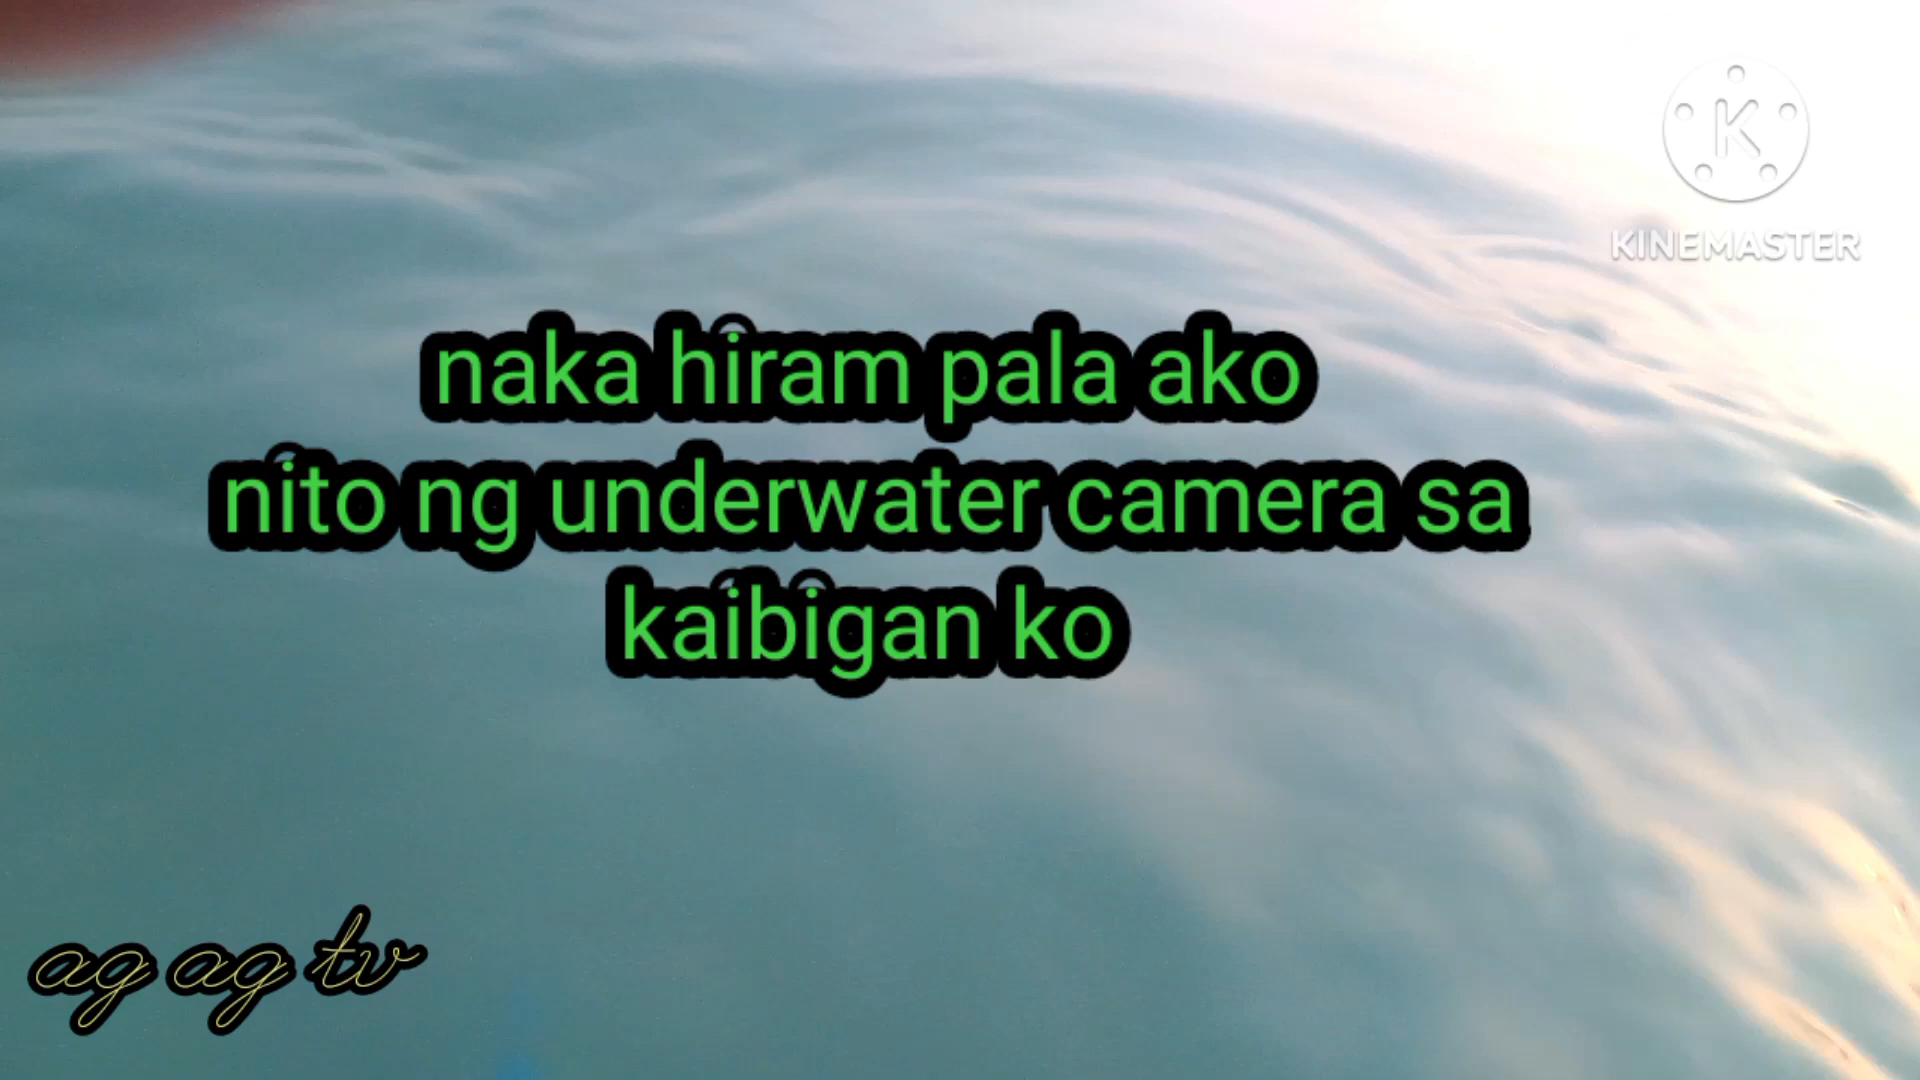 KINEMASTER
naka hiram pala ako
nito ng underwater camera sa
kaibigan ko
ag ag tv